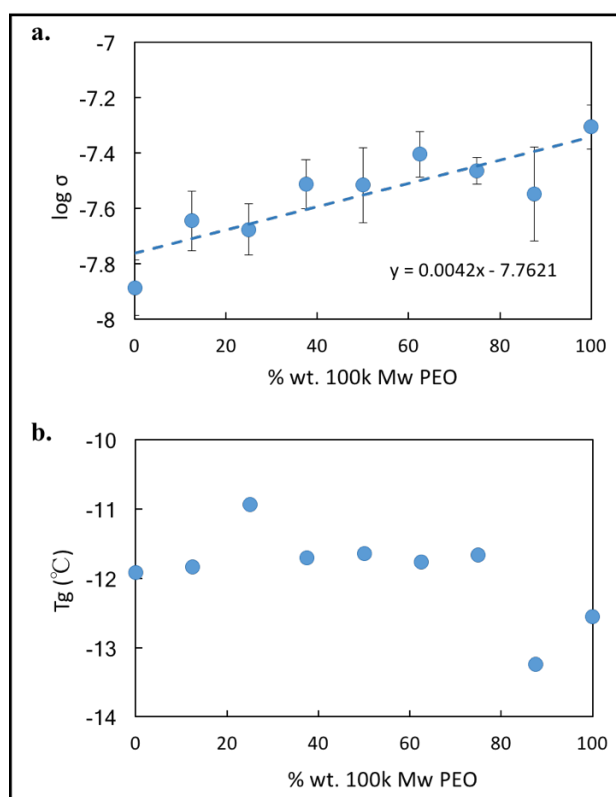 a.
-7
-7.2
-7.4
-7.6
-7.8
-8
log σ
y = 0.0042x - 7.7621
0 20 40 60 80 100
% wt. 100k Mw PEO
b.
-10
-11
-12
-13
-14
Tg (℃)
0 20 40 60 80 100
% wt. 100k Mw PEO